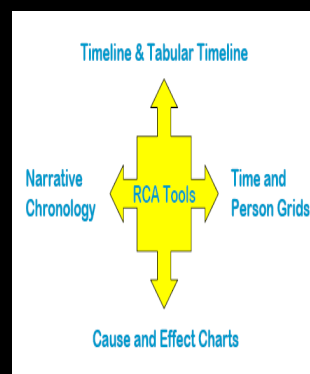 Timeline & Tabular Timeline
Narrative
Chronology
RCA Tools
Time and
Person Grids
Cause and Effect Charts